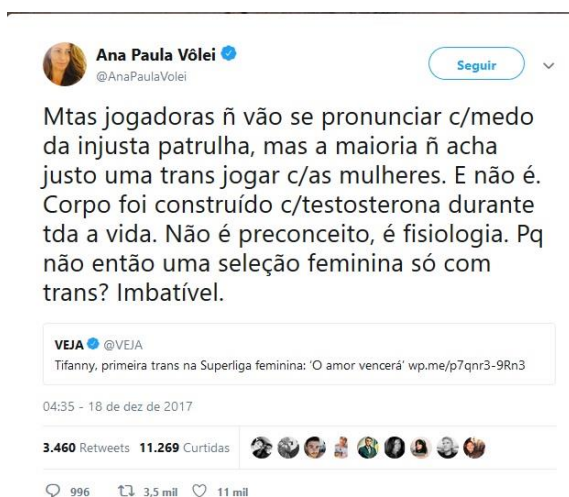 Ana Paula Vôlei
@AnaPaulaVolei
Seguir
Mtas jogadoras ñ vão se pronunciar c/medo
da injusta patrulha, mas a maioria ñ acha
justo uma trans jogar c/as mulheres. E não é.
Corpo foi construído c/testosterona durante
tda a vida. Não é preconceito, é fisiologia. Pq
não então uma seleção feminina só com
trans? Imbatível.
VEJA @VEJA
Tifanny, primeira trans na Superliga feminina: 'O amor vencerá' wp.me/p7qnr3-9Rn3
04:35 - 18 de dez de 2017
3.460 Retweets 11.269 Curtidas
996 3,5 mil 11 mil